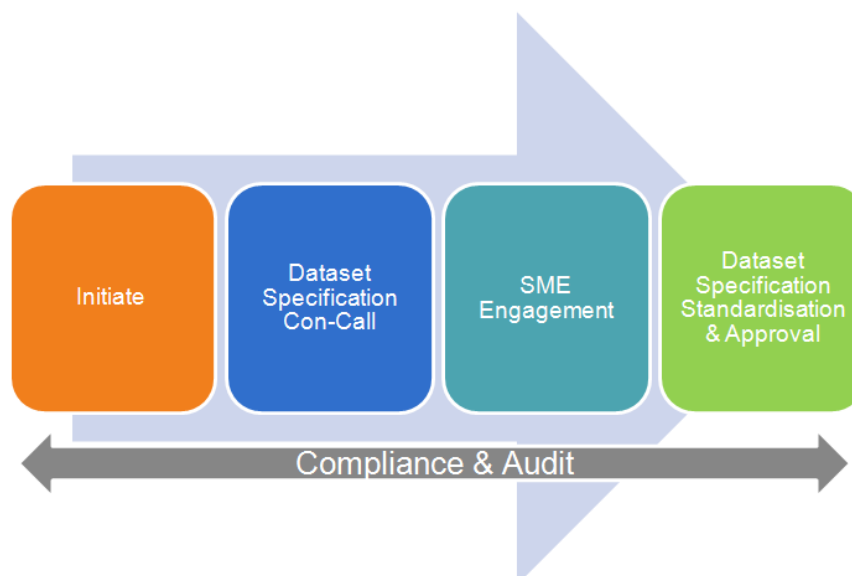 Initiate
Dataset
Specification
Con-Call
SME
Engagement
Dataset
Specification
Standardisation
& Approval
Compliance & Audit